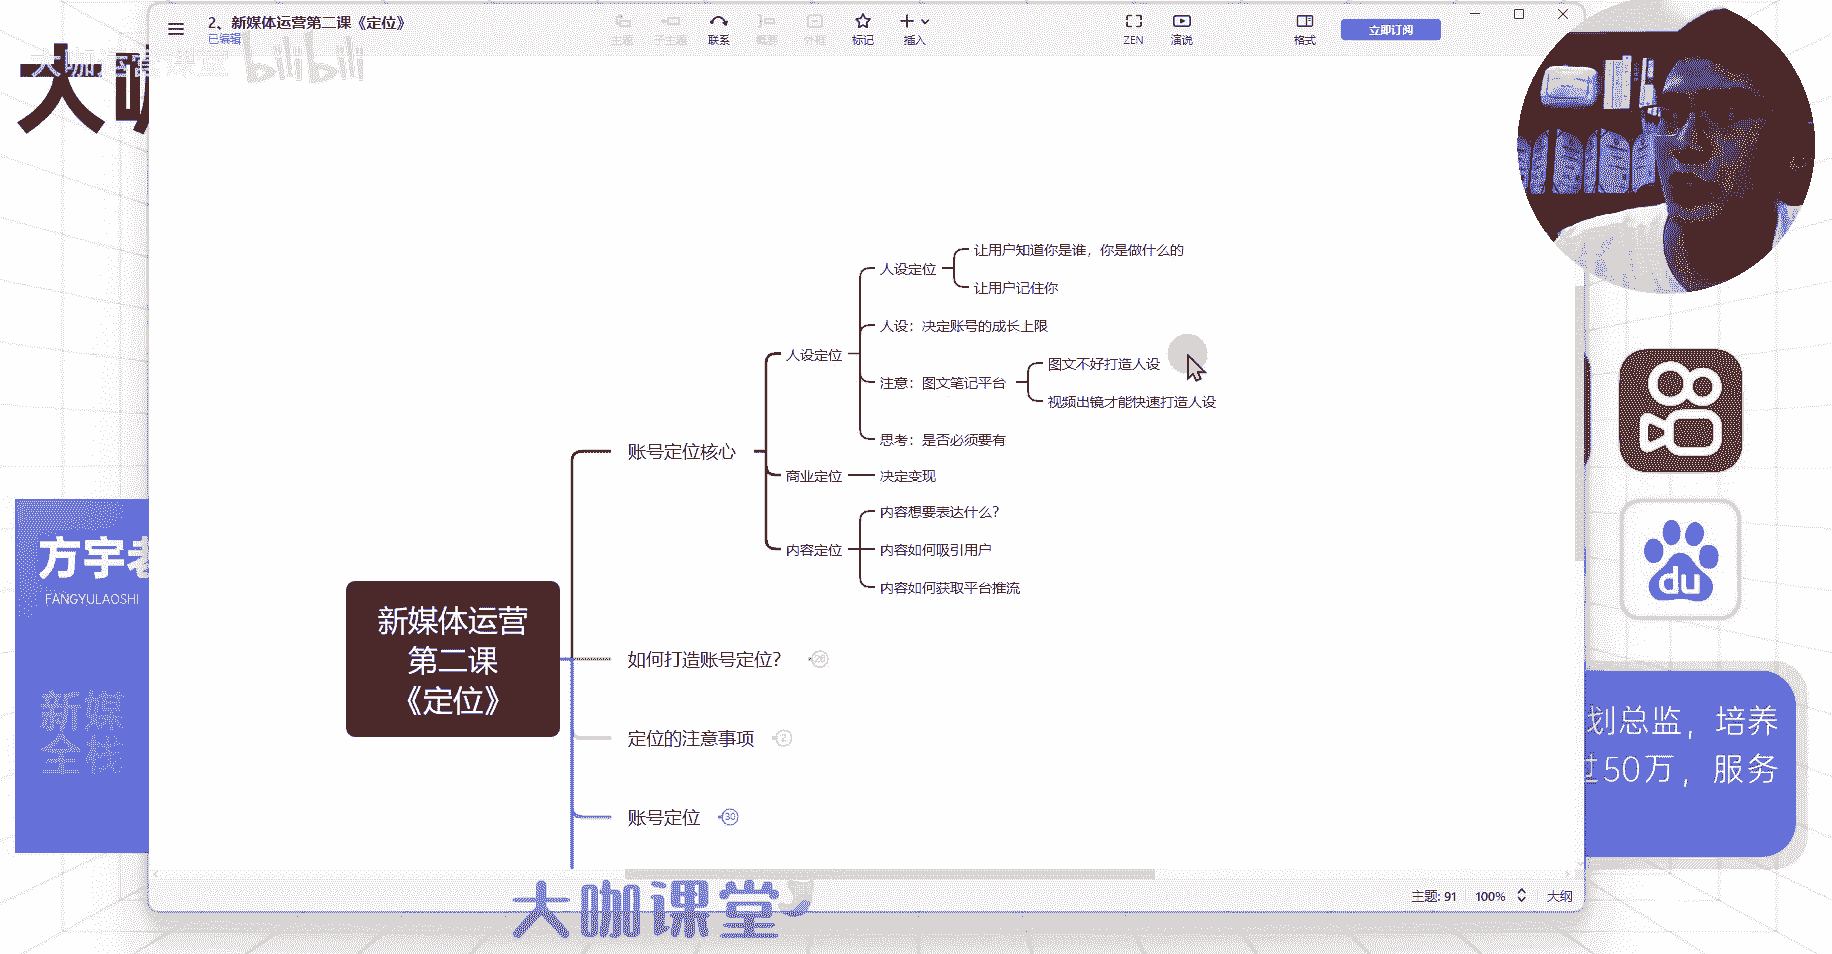 2、新媒体运营第二课《定位》
已编辑
主题
子主题
联系
概要
外框
标记
插入
ZEN
演说
格式
立即订阅
大咖运营课堂
bilibili
大咖
让用户知道你是谁，你是做什么的
人设定位
让用户记住你
人设：决定账号的成长上限
人设定位
图文不好打造人设
注意：图文笔记平台
视频出镜才能快速打造人设
思考：是否必须要有
账号定位核心
商业定位
决定变现
内容想要表达什么？
内容定位
内容如何吸引用户
内容如何获取平台推流
新媒体运营
第二课
《定位》
如何打造账号定位？
28
定位的注意事项
2
账号定位
30
方宇老
FANGYULAOSHI
新媒
全栈
du
划总监，培养
过50万，服务
主题: 91
100%
大纲
大咖课堂